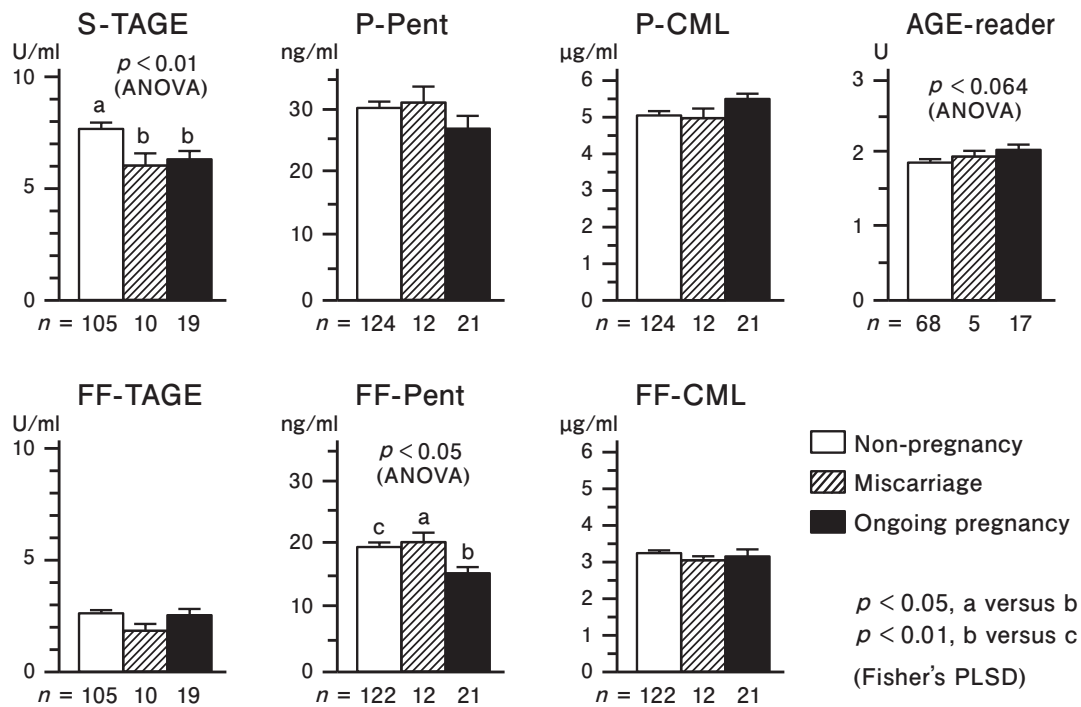 S-TAGE
U/ml
p < 0.01
(ANOVA)
10
5
0
a
b
b
n = 105 10 19
P-Pent
ng/ml
30
20
10
0
n = 124 12 21
P-CML
µg/ml
6
5
4
3
2
1
0
n = 124 12 21
AGE-reader
U
p < 0.064
(ANOVA)
3
2
1
0
n = 68 5 17
FF-TAGE
U/ml
10
5
0
n = 105 10 19
FF-Pent
ng/ml
p < 0.05
(ANOVA)
30
20
10
0
c
a
b
n = 122 12 21
FF-CML
µg/ml
6
5
4
3
2
1
0
n = 122 12 21
Non-pregnancy
Miscarriage
Ongoing pregnancy
p < 0.05, a versus b
p < 0.01, b versus c
(Fisher's PLSD)